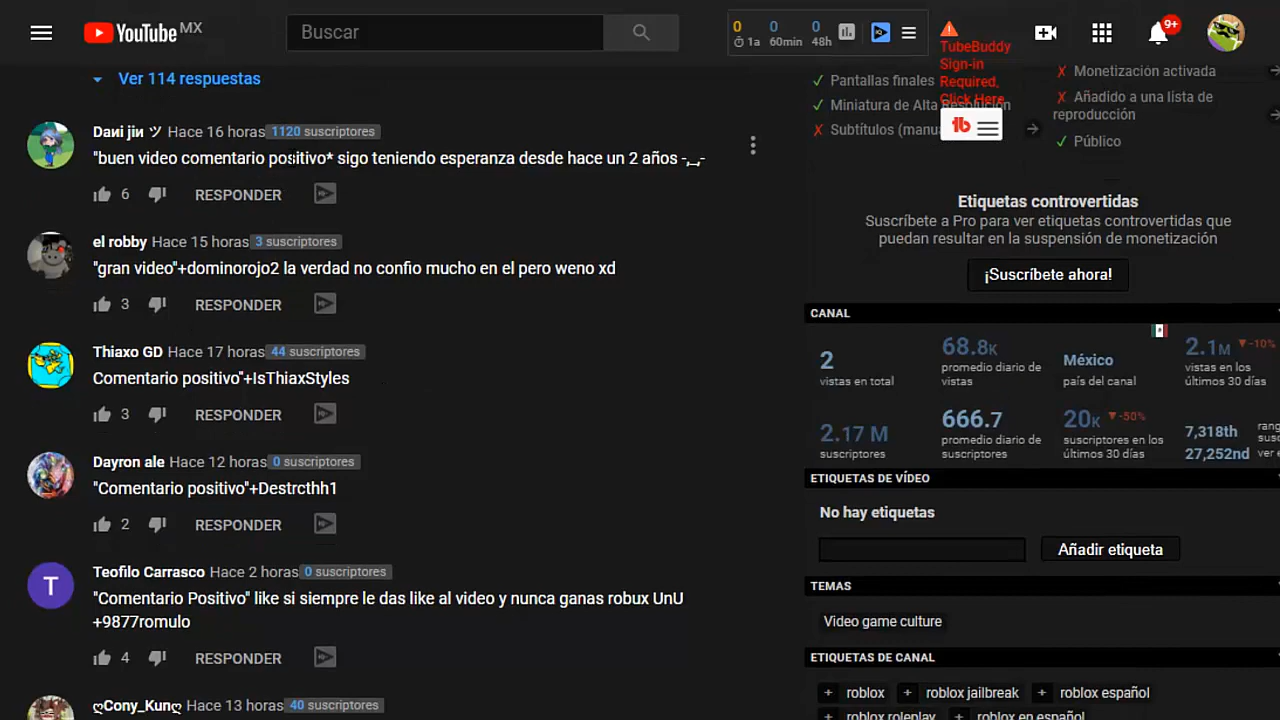 YouTube MX
Buscar
0 0 0
1a 60min 48h
TubeBuddy
Sign-in
Required,
Click Here
9+
Ver 114 respuestas
Daиi jiи ツ Hace 16 horas 1120 suscriptores
"buen video comentario positivo* sigo teniendo esperanza desde hace un 2 años -,_,-
6 RESPONDER
el robby Hace 15 horas 3 suscriptores
"gran video"+dominorojo2 la verdad no confio mucho en el pero weno xd
3 RESPONDER
Thiaxo GD Hace 17 horas 44 suscriptores
Comentario positivo"+IsThiaxStyles
3 RESPONDER
Dayron ale Hace 12 horas 0 suscriptores
"Comentario positivo"+Destrcthh1
2 RESPONDER
T
Teofilo Carrasco Hace 2 horas 0 suscriptores
"Comentario Positivo" like si siempre le das like al video y nunca ganas robux UnU
+9877romulo
4 RESPONDER
ღCony_Kunღ Hace 13 horas 40 suscriptores
✓ Pantallas finales
✓ Miniatura de Alta Resolución
✗ Subtítulos
tb
✗ Monetización activada
✗ Añadido a una lista de
reproducción
✓ Público
Etiquetas controvertidas
Suscríbete a Pro para ver etiquetas controvertidas que
puedan resultar en la suspensión de monetización
¡Suscríbete ahora!
CANAL
2
vistas en total
68.8K
promedio diario de
vistas
México
país del canal
2.1M ▼-10%
vistas en los
últimos 30 días
2.17 M
suscriptores
666.7
promedio diario de
suscriptores
20K ▼-50%
suscriptores en los
últimos 30 días
7,318th
27,252nd
ETIQUETAS DE VÍDEO
No hay etiquetas
Añadir etiqueta
TEMAS
Video game culture
ETIQUETAS DE CANAL
+ roblox + roblox jailbreak + roblox español
+ roblox roleplay + roblox en español